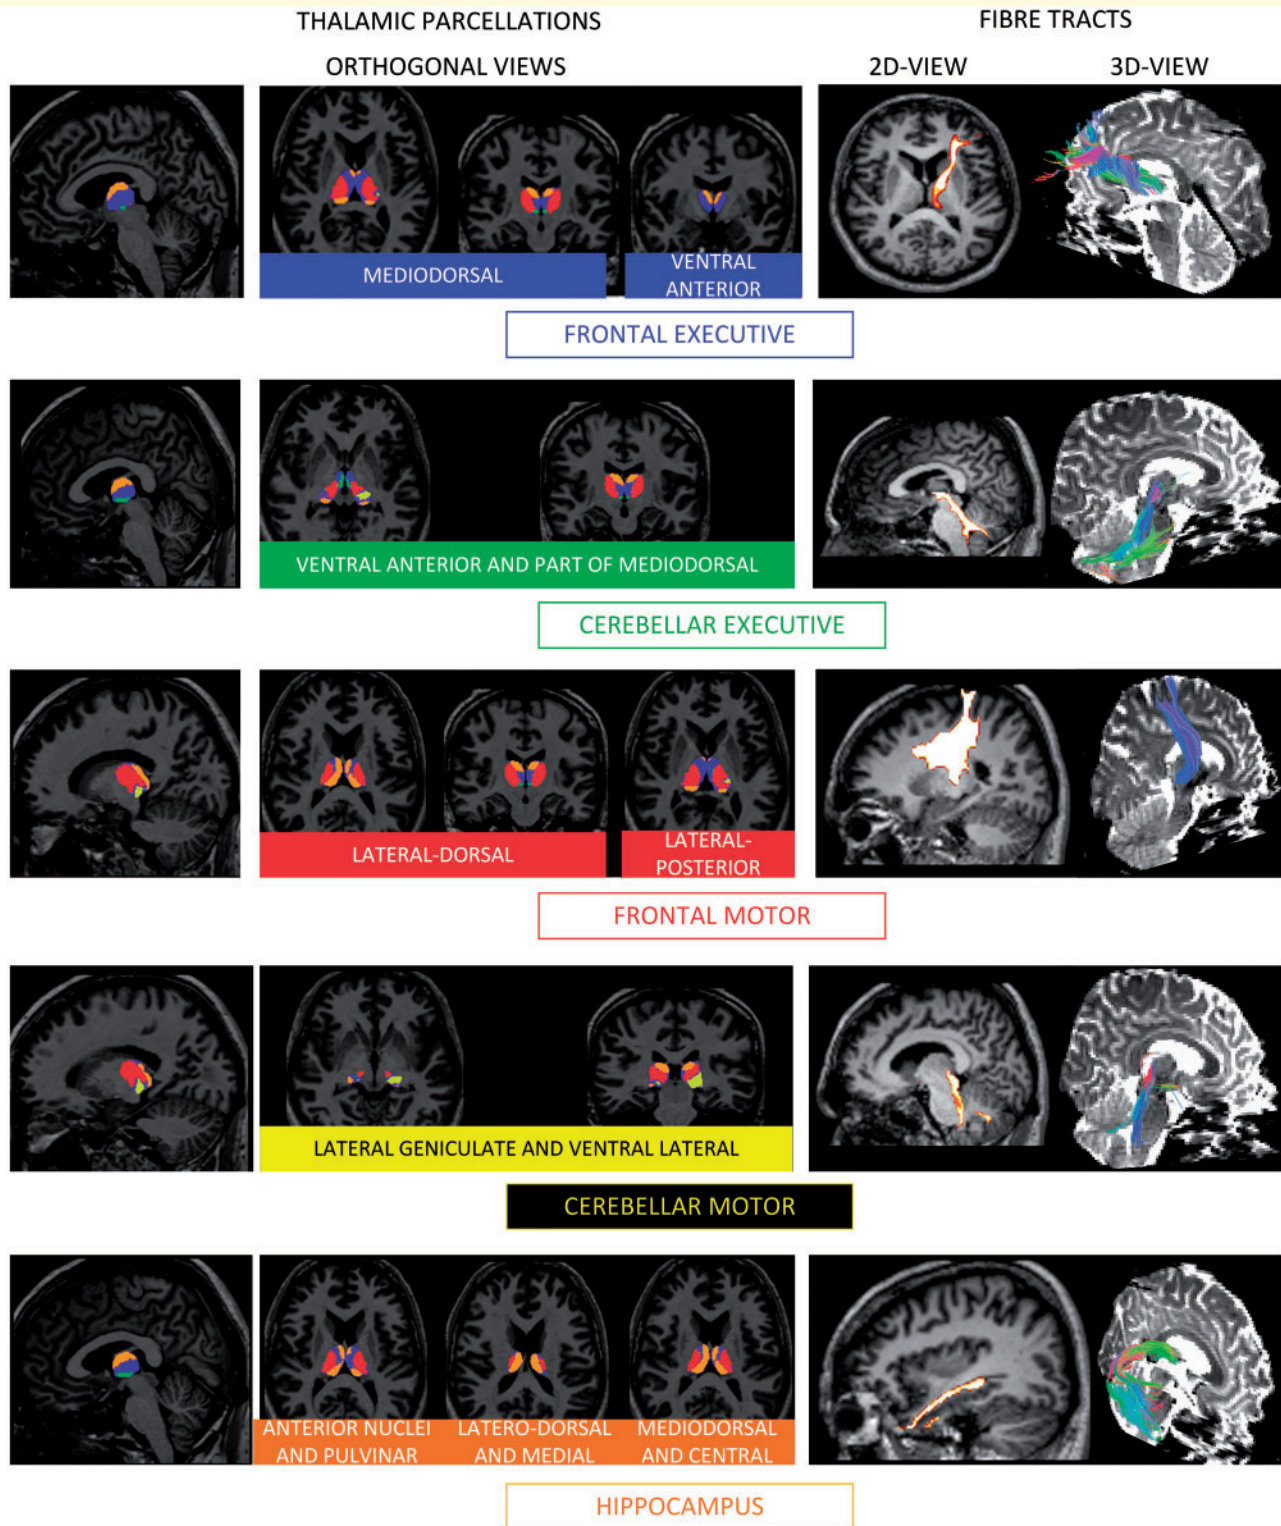 THALAMIC PARCELLATIONS
FIBRE TRACTS
ORTHOGONAL VIEWS
2D-VIEW
3D-VIEW
MEDIODORSAL
VENTRAL
ANTERIOR
FRONTAL EXECUTIVE
VENTRAL ANTERIOR AND PART OF MEDIODORSAL
CEREBELLAR EXECUTIVE
LATERAL-DORSAL
LATERAL-
POSTERIOR
FRONTAL MOTOR
LATERAL GENICULATE AND VENTRAL LATERAL
CEREBELLAR MOTOR
ANTERIOR NUCLEI
AND PULVINAR
LATERO-DORSAL
AND MEDIAL
MEDIODORSAL
AND CENTRAL
HIPPOCAMPUS